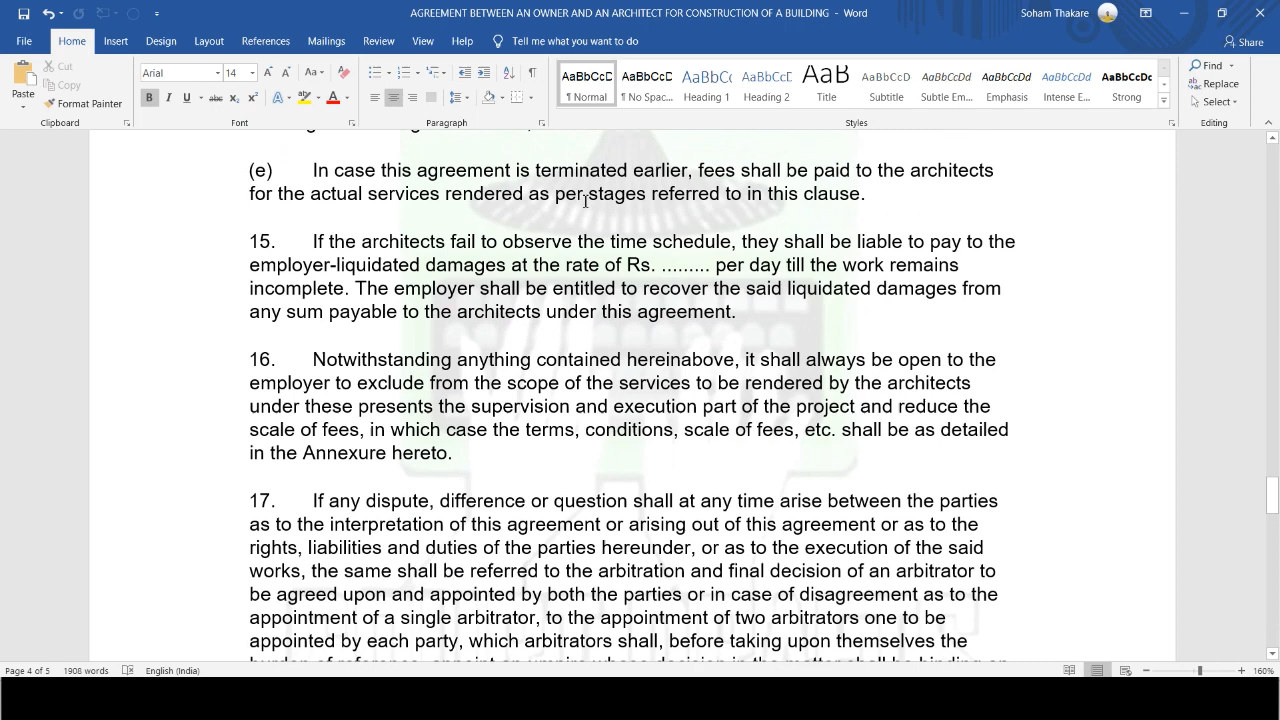 AGREEMENT BETWEEN AN OWNER AND AN ARCHITECT FOR CONSTRUCTION OF A BUILDING - Word
Soham Thakare
File Home Insert Design Layout References Mailings Review View Help Tell me what you want to do
Share
Paste
Cut
Copy
Format Painter
Arial 14
AaBbCcD
¶ Normal
AaBbCcD
¶ No Spac...
AaBbCc
Heading 1
AaBbCcD
Heading 2
AaB
Title
AaBbCcD
Subtitle
AaBbCcDd
Subtle Em...
AaBbCcDd
Emphasis
AaBbCcDd
Intense E...
AaBbCcDc
Strong
Find
Replace
Select
Clipboard Font Paragraph Styles Editing
(e) In case this agreement is terminated earlier, fees shall be paid to the architects
for the actual services rendered as per stages referred to in this clause.
15. If the architects fail to observe the time schedule, they shall be liable to pay to the
employer-liquidated damages at the rate of Rs. ......... per day till the work remains
incomplete. The employer shall be entitled to recover the said liquidated damages from
any sum payable to the architects under this agreement.
16. Notwithstanding anything contained hereinabove, it shall always be open to the
employer to exclude from the scope of the services to be rendered by the architects
under these presents the supervision and execution part of the project and reduce the
scale of fees, in which case the terms, conditions, scale of fees, etc. shall be as detailed
in the Annexure hereto.
17. If any dispute, difference or question shall at any time arise between the parties
as to the interpretation of this agreement or arising out of this agreement or as to the
rights, liabilities and duties of the parties hereunder, or as to the execution of the said
works, the same shall be referred to the arbitration and final decision of an arbitrator to
be agreed upon and appointed by both the parties or in case of disagreement as to the
appointment of a single arbitrator, to the appointment of two arbitrators one to be
appointed by each party, which arbitrators shall, before taking upon themselves the
Page 4 of 5 1908 words English (India) 160%